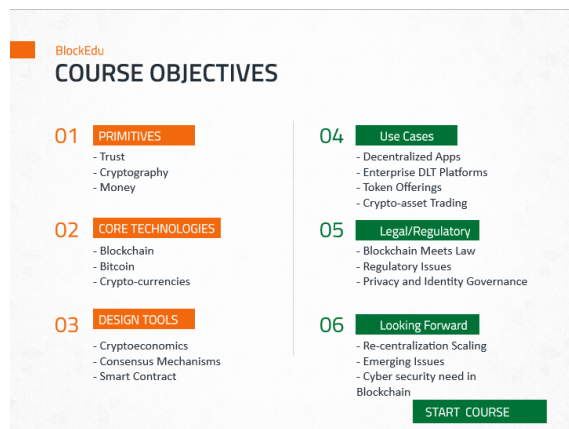 BlockEdu
COURSE OBJECTIVES
01 PRIMITIVES
- Trust
- Cryptography
- Money
02 CORE TECHNOLOGIES
- Blockchain
- Bitcoin
- Crypto-currencies
03 DESIGN TOOLS
- Cryptoeconomics
- Consensus Mechanisms
- Smart Contract
04 Use Cases
- Decentralized Apps
- Enterprise DLT Platforms
- Token Offerings
- Crypto-asset Trading
05 Legal/Regulatory
- Blockchain Meets Law
- Regulatory Issues
- Privacy and Identity Governance
06 Looking Forward
- Re-centralization Scaling
- Emerging Issues
- Cyber security need in
Blockchain
START COURSE